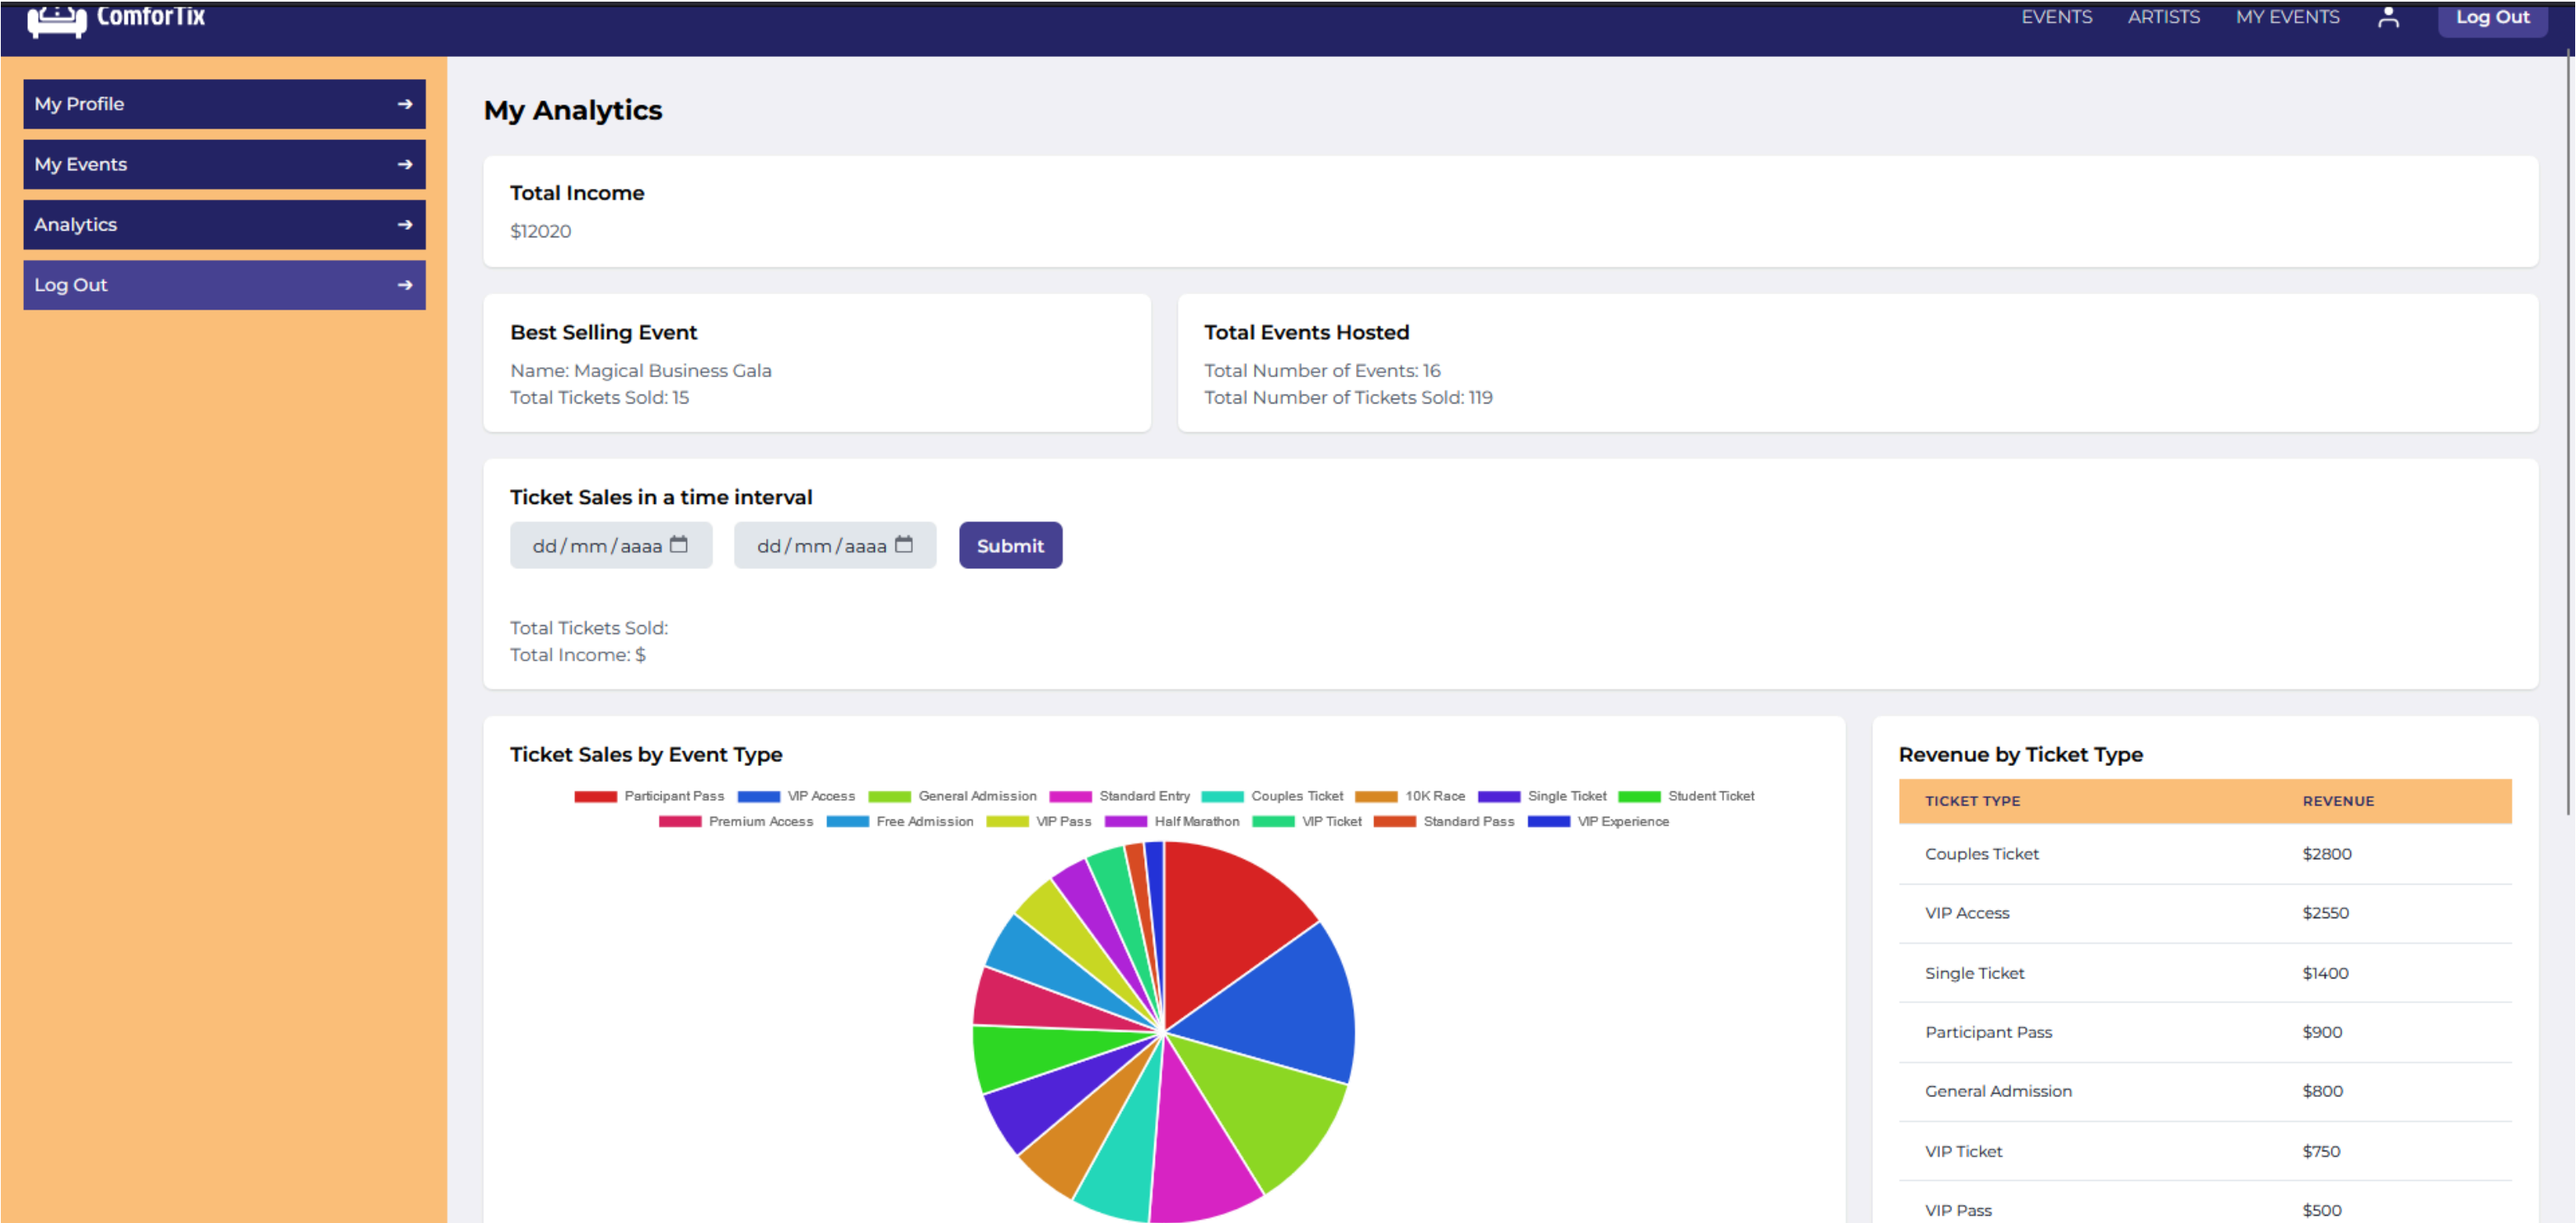 ComforTix
EVENTS ARTISTS MY EVENTS Log Out
My Profile
My Events
Analytics
Log Out
My Analytics
Total Income
$12020
Best Selling Event
Name: Magical Business Gala
Total Tickets Sold: 15
Total Events Hosted
Total Number of Events: 16
Total Number of Tickets Sold: 119
Ticket Sales in a time interval
dd/mm/aaaa dd/mm/aaaa Submit
Total Tickets Sold:
Total Income: $
Ticket Sales by Event Type
Participant Pass VIP Access General Admission Standard Entry Couples Ticket 10K Race Single Ticket Student Ticket
Premium Access Free Admission VIP Pass Half Marathon VIP Ticket Standard Pass VIP Experience
Revenue by Ticket Type
TICKET TYPE REVENUE
Couples Ticket $2800
VIP Access $2550
Single Ticket $1400
Participant Pass $900
General Admission $800
VIP Ticket $750
VIP Pass $500